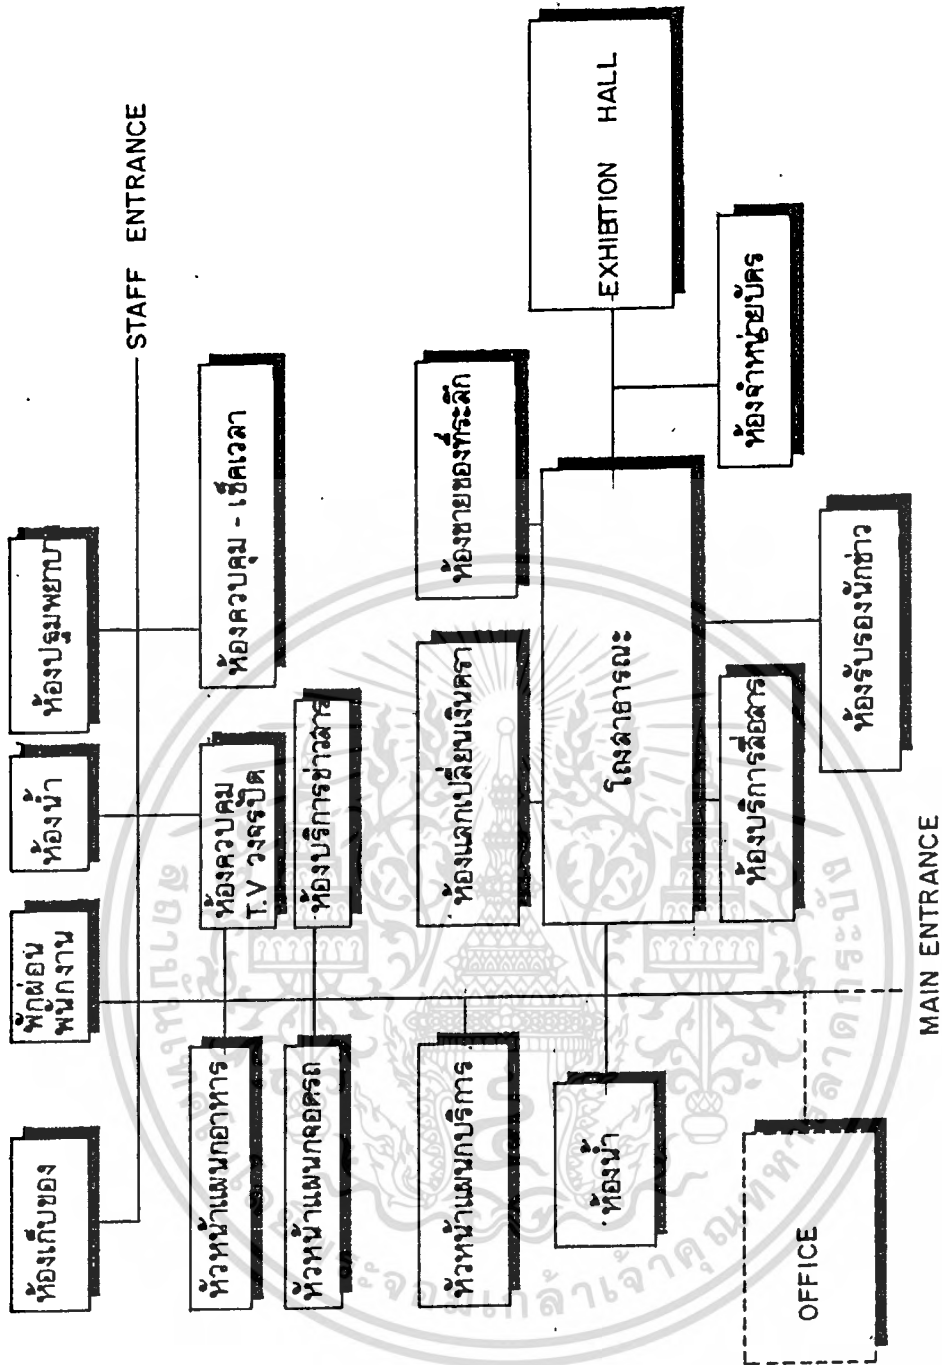 STAFF ENTRANCE
ห้องปฐมพยาบา
ห้องน้ำ
พักผ่อน
พนักงาน
ห้องเก็บของ
ห้องควบคุม - เช็คเวลา
ห้องควบคุม
T.V วงจรปิด
หัวหน้าแผนกอาหาร
ห้องบริการข่าวสาร
หัวหน้าแผนกจอดรถ
ห้องขายของที่ระลึก
ห้องแลกเปลี่ยนเงินตรา
หัวหน้าแผนกบริการ
EXHIBTION HALL
โถงสาธารณะ
ห้องน้ำ
ห้องจำหน่ายบัตร
ห้องบริการสื่อสาร
ห้องรับรองนักข่าว
OFFICE
MAIN ENTRANCE